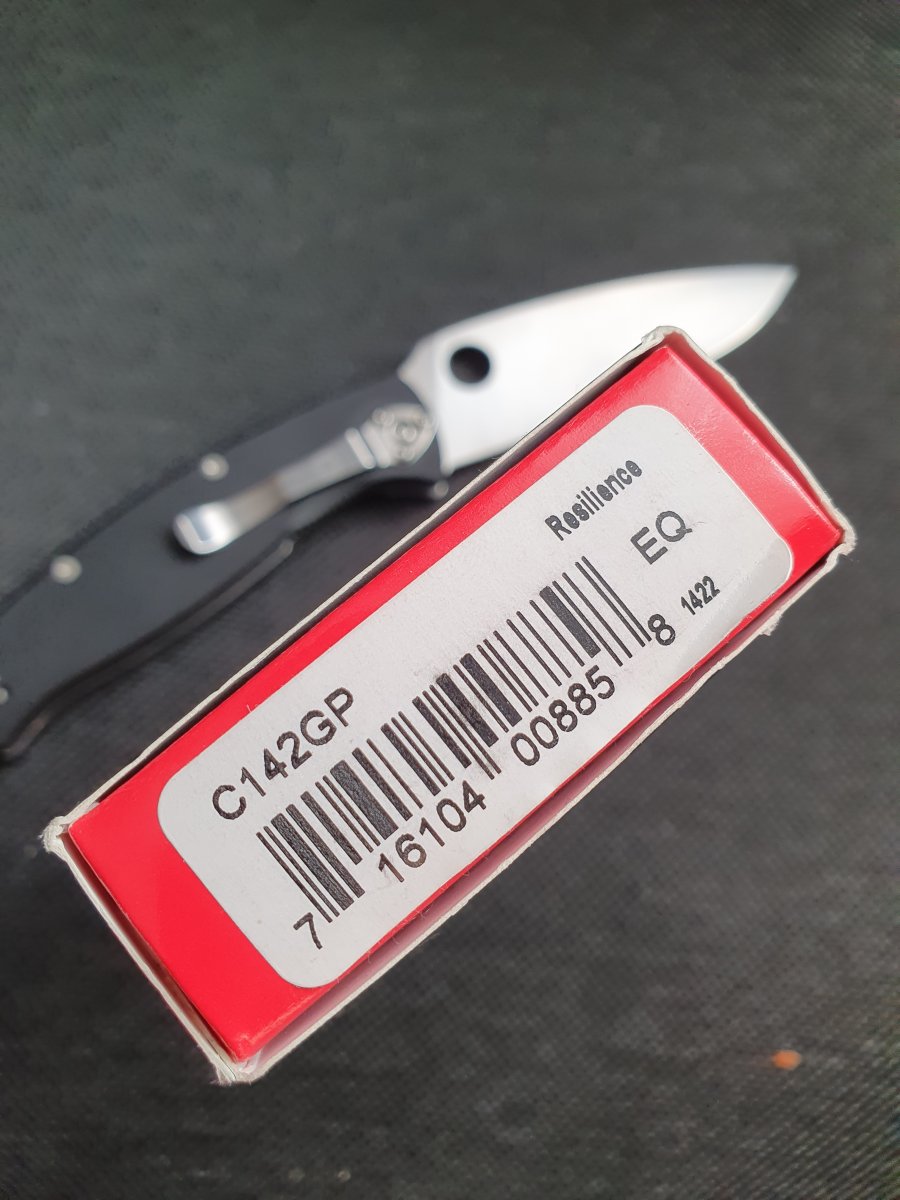 Resilience
EQ
C142GP
7 16104 00885 8
1422